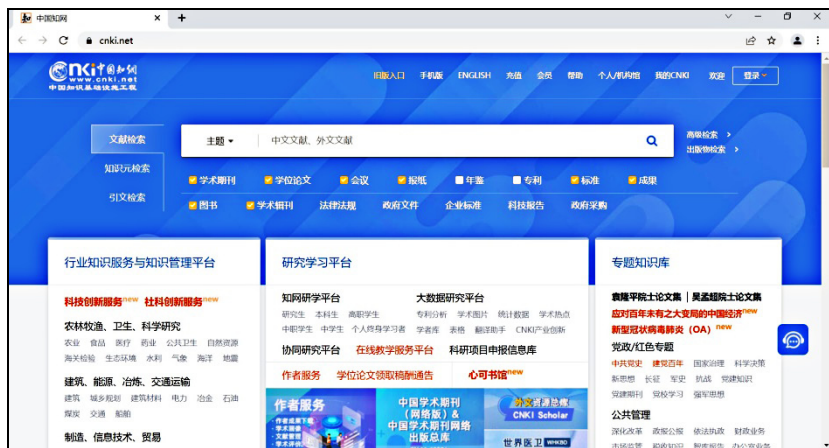 中国知网
cnki.net
CNKi中国知网
www.cnki.net
中国知识基础设施工程
旧版入口 手机版 ENGLISH 充值 会员 帮助 个人/机构馆 我的CNKI 欢迎 登录
文献检索
主题
中文文献、外文文献
高级检索 >
出版物检索 >
知识元检索
引文检索
学术期刊 学位论文 会议 报纸 年鉴 专利 标准 成果
图书 学术辑刊 法律法规 政府文件 企业标准 科技报告 政府采购
行业知识服务与知识管理平台
科技创新服务new 社科创新服务new
农林牧渔、卫生、科学研究
农业 食品 医疗 药业 公共卫生 自然资源
海关检验 生态环境 水利 气象 海洋 地震
建筑、能源、冶炼、交通运输
建筑 城乡规划 建筑材料 电力 冶金 石油
煤炭 交通 船舶
制造、信息技术、贸易
研究学习平台
知网研学平台 大数据研究平台
研究生 本科生 高职学生 专利分析 学术图片 统计数据 学术热点
中职学生 中学生 个人终身学习者 学者库 表格 翻译助手 CNKI产业创新
协同研究平台 在线教学服务平台 科研项目申报信息库
作者服务 学位论文领取稿酬通告 心可书馆new
作者服务
中国学术期刊
(网络版)&
中国学术期刊网络
出版总库
外文资源总库
CNKI Scholar
世界医卫 WHKBD
专题知识库
袁隆平院士论文集 | 吴孟超院士论文集
应对百年未有之大变局的中国经济new
新型冠状病毒肺炎(OA)new
党政/红色专题
中共党史 建党百年 国家治理 科学决策
新思想 长征 军史 抗战 党建知识
党建期刊 党校学习 强军思想
公共管理
深化改革 政报公报 依法执政 财政业务